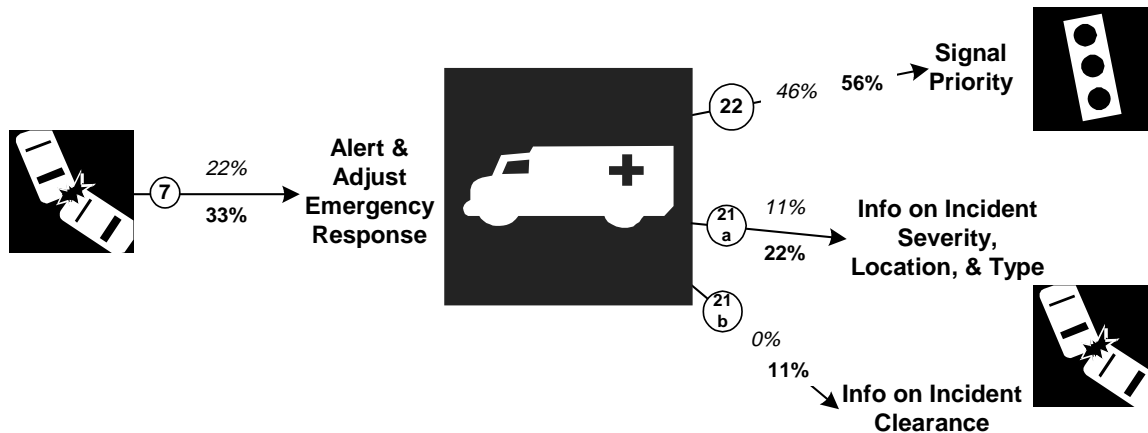 7
22%
33%
Alert &
Adjust
Emergency
Response
22
46%
56%
Signal
Priority
21
a
11%
22%
Info on Incident
Severity,
Location, & Type
21
b
0%
11%
Info on Incident
Clearance